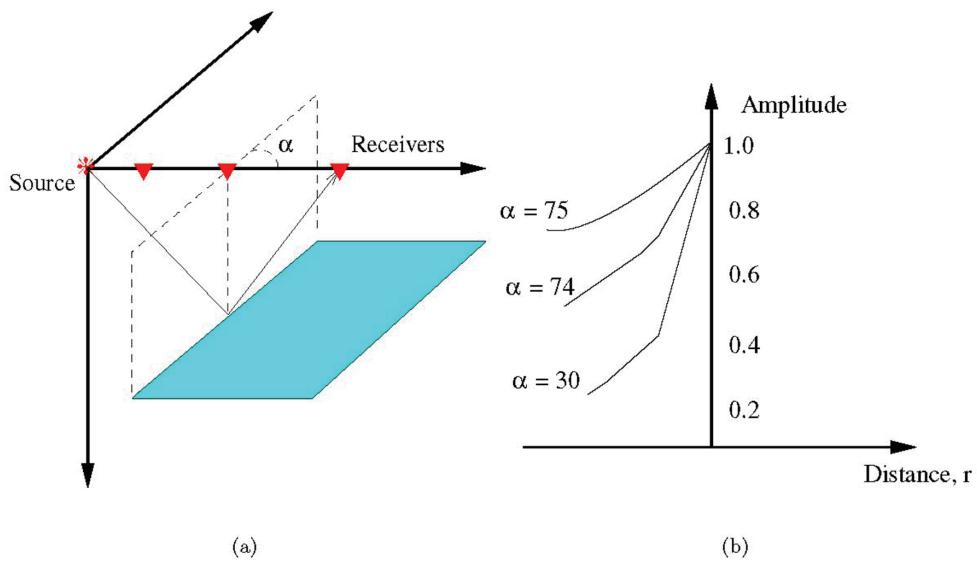 α
Receivers
Source
(a)
Amplitude
1.0
α = 75
0.8
α = 74
0.6
0.4
α = 30
0.2
Distance, r
(b)